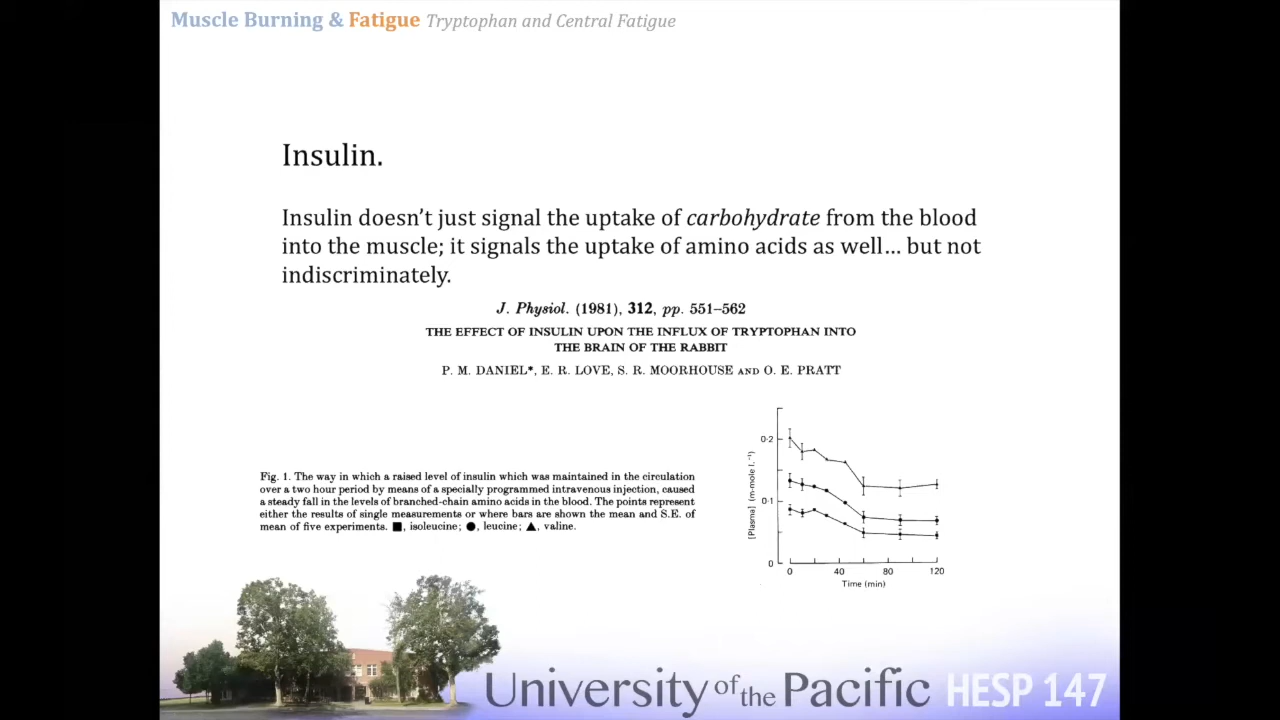 Muscle Burning & Fatigue Tryptophan and Central Fatigue
Insulin.
Insulin doesn’t just signal the uptake of carbohydrate from the blood
into the muscle; it signals the uptake of amino acids as well… but not
indiscriminately.
J. Physiol. (1981), 312, pp. 551–562
THE EFFECT OF INSULIN UPON THE INFLUX OF TRYPTOPHAN INTO
THE BRAIN OF THE RABBIT
P. M. DANIEL*, E. R. LOVE, S. R. MOORHOUSE AND O. E. PRATT
Fig. 1. The way in which a raised level of insulin which was maintained in the circulation
over a two hour period by means of a specially programmed intravenous injection, caused
a steady fall in the levels of branched-chain amino acids in the blood. The points represent
either the results of single measurements or where bars are shown the mean and S.E. of
mean of five experiments. ■, isoleucine; ●, leucine; ▲, valine.
[Plasma] (m-mole l.⁻¹)
0·2
0·1
0
0 40 80 120
Time (min)
University of the Pacific HESP 147